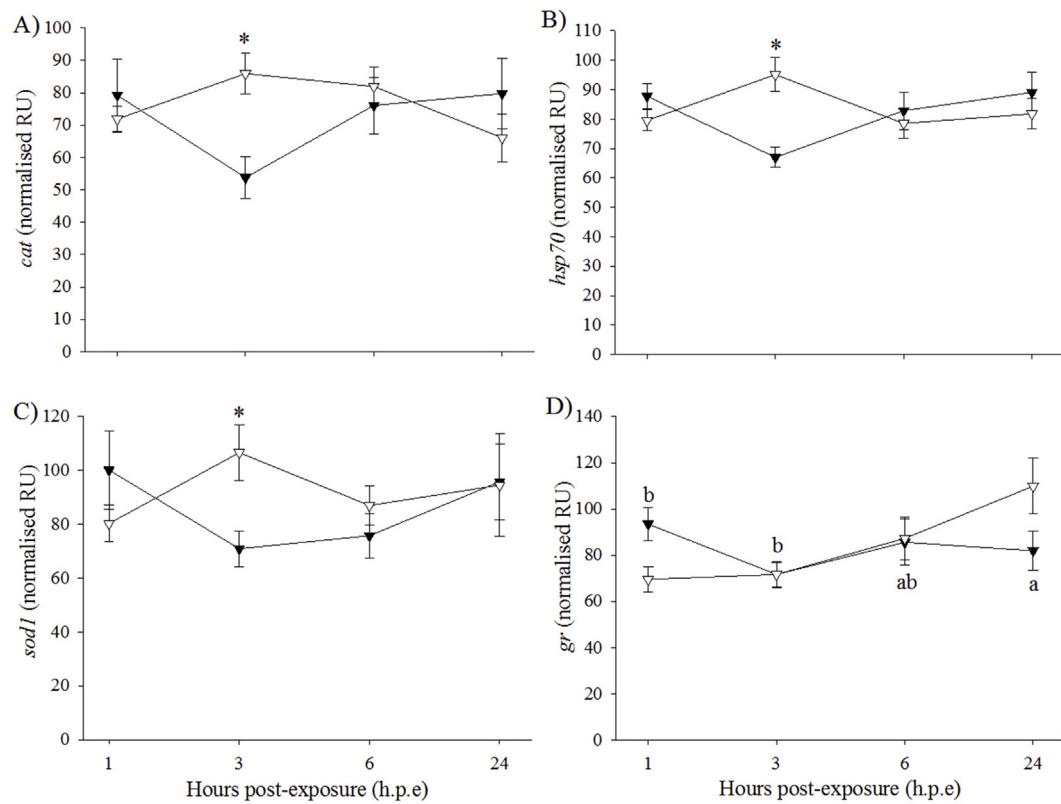 A)
*
100
90
80
70
60
50
40
30
20
10
0
cat (normalised RU)
B)
*
110
100
90
80
70
60
50
40
30
20
10
0
hsp70 (normalised RU)
C)
*
120
100
80
60
40
20
0
sod1 (normalised RU)
1 3 6 24
Hours post-exposure (h.p.e)
D)
140
120
100
80
60
40
20
0
gr (normalised RU)
b
b
ab
a
1 3 6 24
Hours post-exposure (h.p.e)